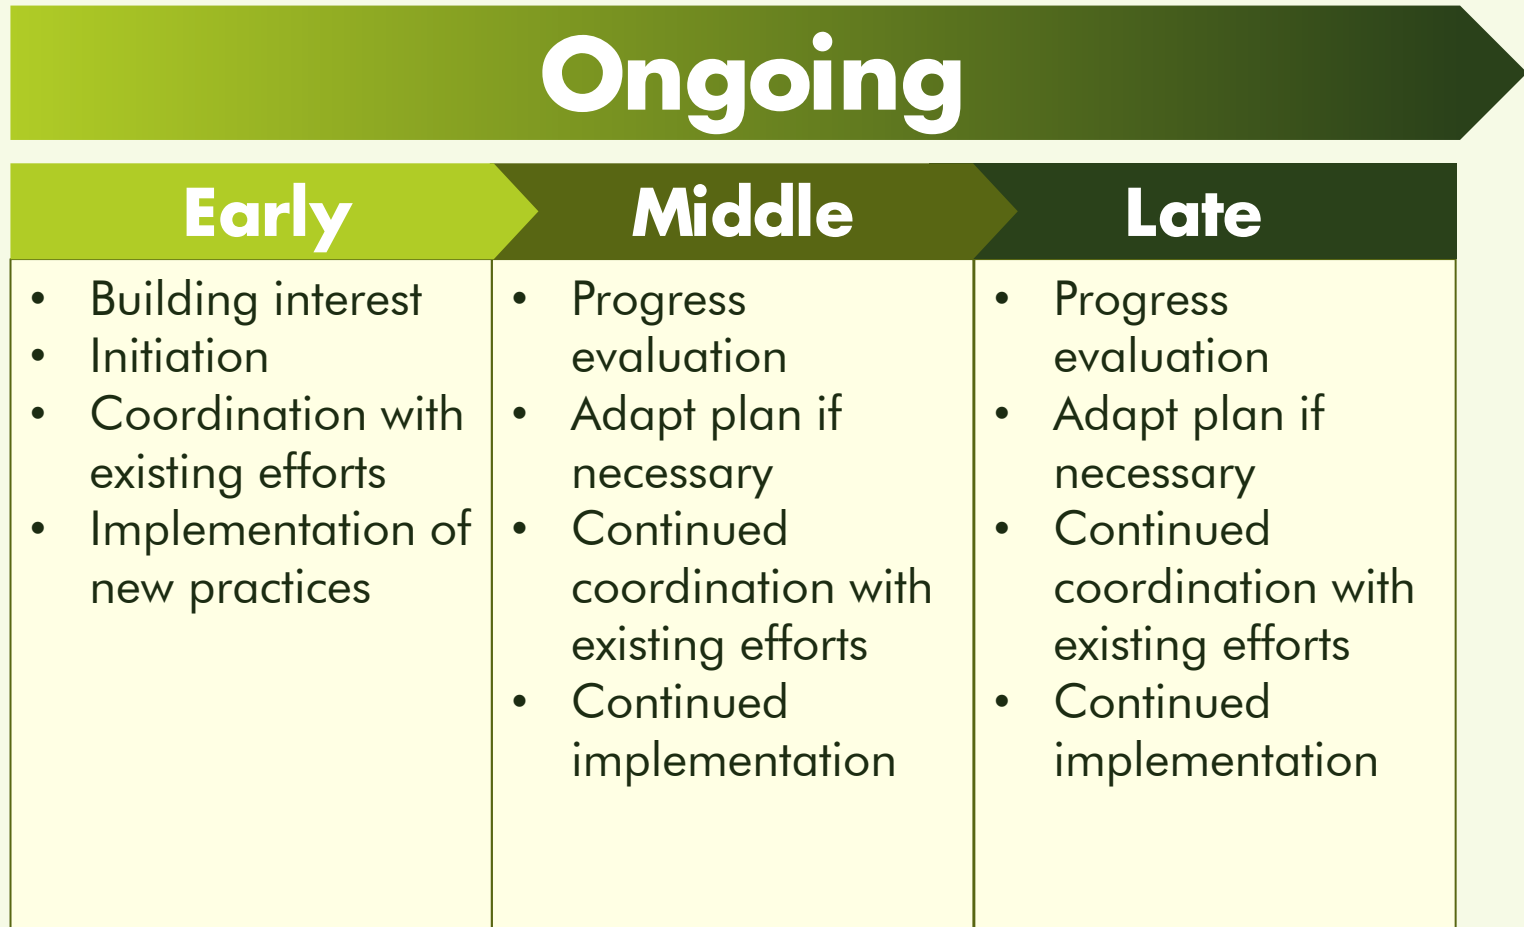 Ongoing
Early
• Building interest
• Initiation
• Coordination with
existing efforts
• Implementation of
new practices
Middle
• Progress
evaluation
• Adapt plan if
necessary
• Continued
coordination with
existing efforts
• Continued
implementation
Late
• Progress
evaluation
• Adapt plan if
necessary
• Continued
coordination with
existing efforts
• Continued
implementation